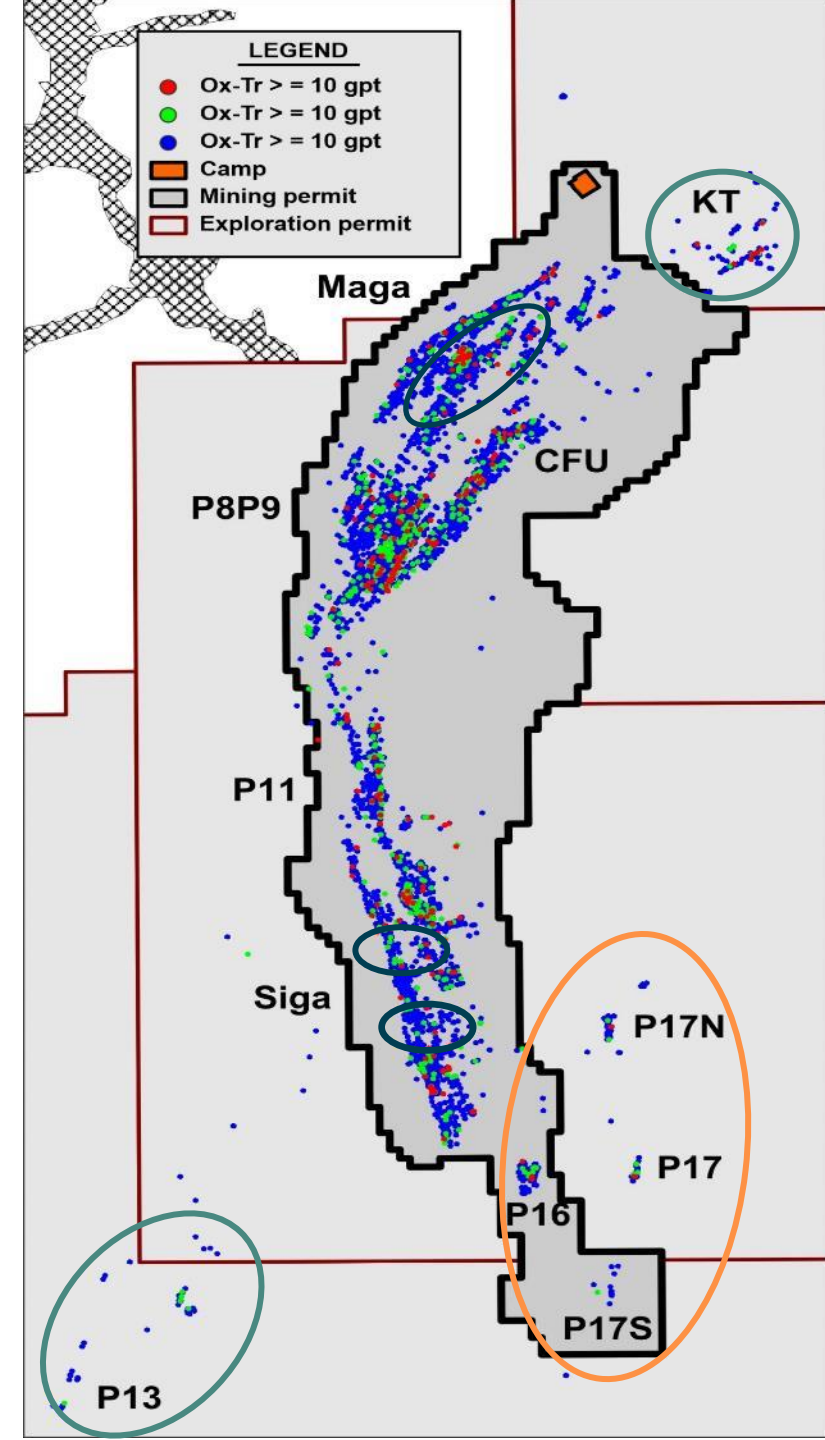 LEGEND
Ox-Tr > = 10 gpt
Ox-Tr > = 10 gpt
Ox-Tr > = 10 gpt
Camp
Mining permit
Exploration permit
KT
Maga
CFU
P8P9
P11
Siga
P17N
P17
P16
P17S
P13